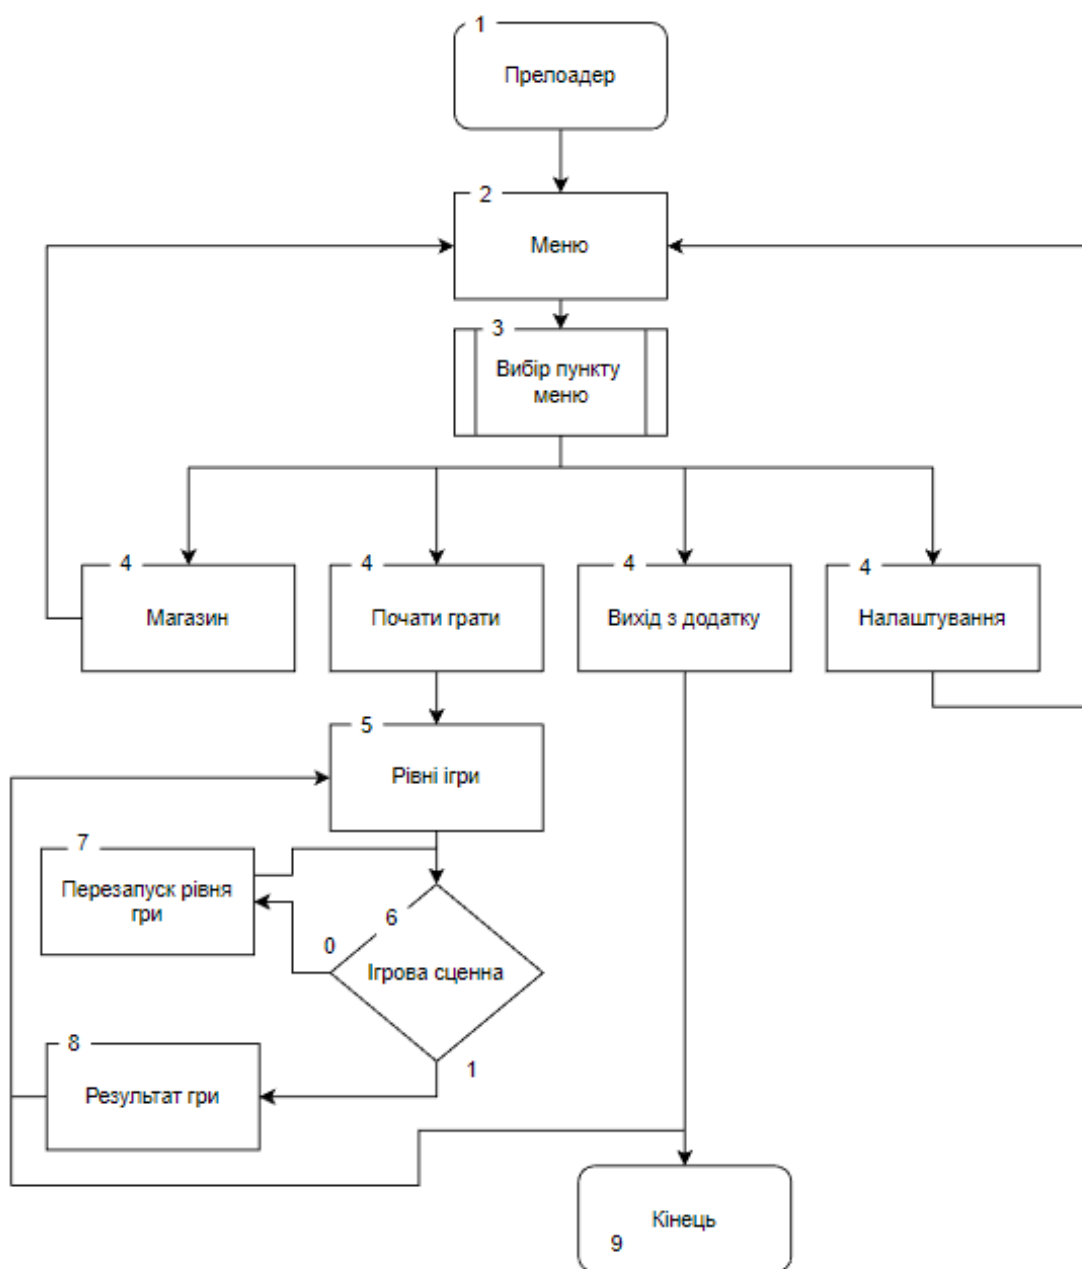 1
Прелоадер
2
Меню
3
Вибір пункту
меню
4
Магазин
4
Почати грати
4
Вихід з додатку
4
Налаштування
5
Рівні ігри
7
Перезапуск рівня
гри
6
0
Ігрова сценна
1
8
Результат гри
Кінець
9